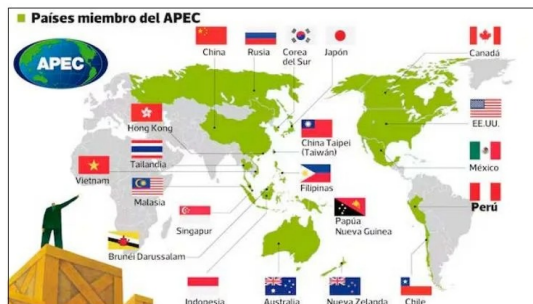 Países miembro del APEC
APEC
China
Rusia
Corea
del Sur
Japón
Canadá
Hong Kong
China Taipei
(Taiwán)
EE.UU.
Tailandia
Vietnam
Filipinas
México
Malasia
Perú
Singapur
Papúa
Nueva Guinea
Brunéi Darussalam
Indonesia
Australia
Nueva Zelanda
Chile